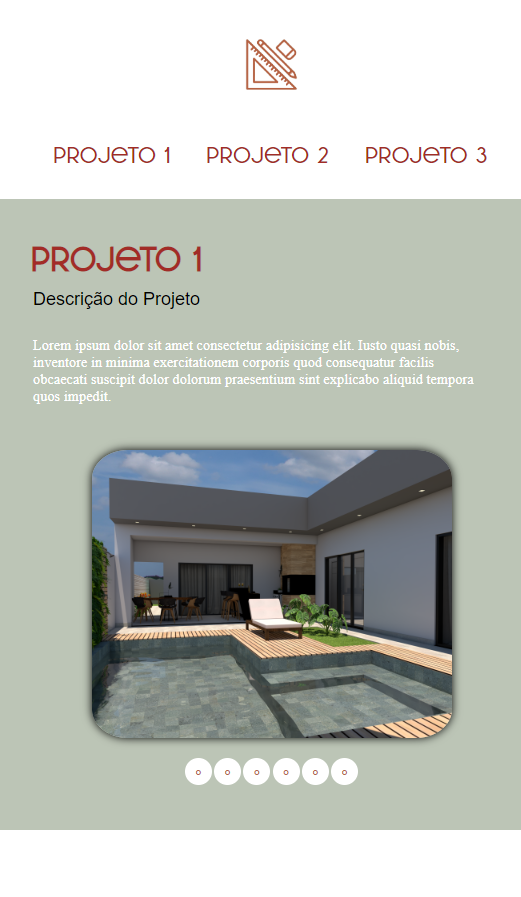 Projeto 1 Projeto 2 Projeto 3
Projeto 1
Descrição do Projeto
Lorem ipsum dolor sit amet consectetur adipisicing elit. Iusto quasi nobis,
inventore in minima exercitationem corporis quod consequatur facilis
obcaecati suscipit dolor dolorum praesentium sint explicabo aliquid tempora
quos impedit.